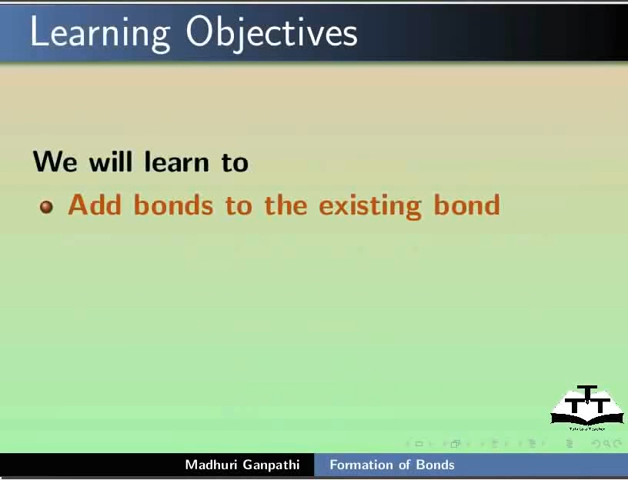 Learning Objectives
We will learn to
Add bonds to the existing bond
T
T T
Madhuri Ganpathi Formation of Bonds